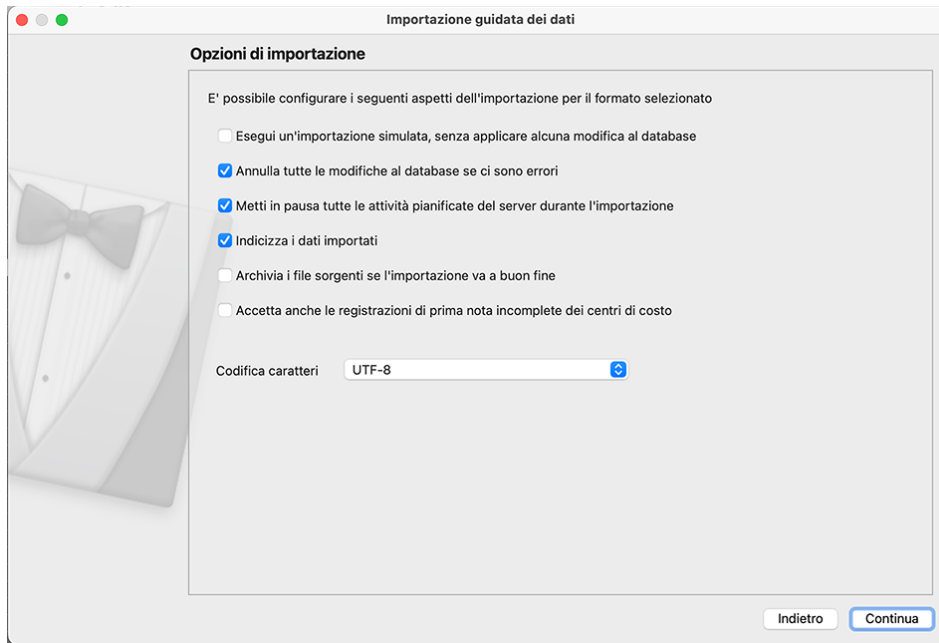 Importazione guidata dei dati
Opzioni di importazione
E' possibile configurare i seguenti aspetti dell'importazione per il formato selezionato
Esegui un'importazione simulata, senza applicare alcuna modifica al database
Annulla tutte le modifiche al database se ci sono errori
Metti in pausa tutte le attività pianificate del server durante l'importazione
Indicizza i dati importati
Archivia i file sorgenti se l'importazione va a buon fine
Accetta anche le registrazioni di prima nota incomplete dei centri di costo
Codifica caratteri UTF-8
Indietro Continua